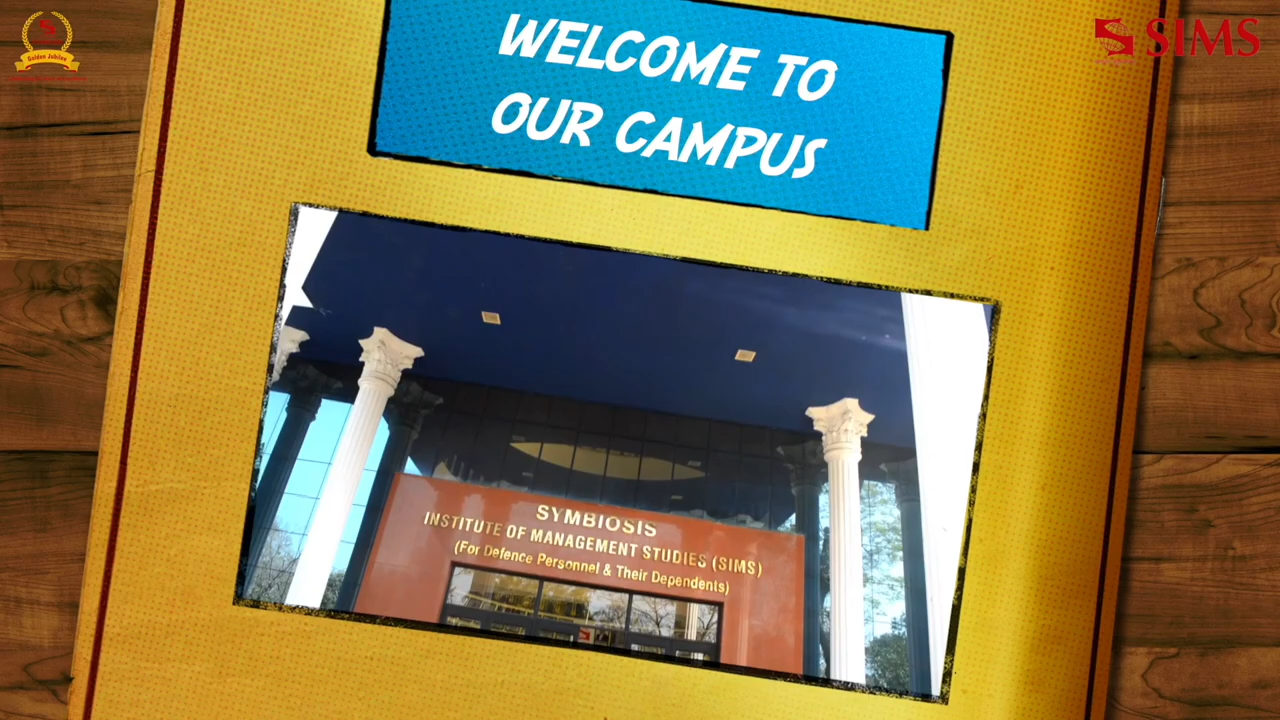 Golden Jubilee
SIMS
WELCOME TO
OUR CAMPUS
SYMBIOSIS
INSTITUTE OF MANAGEMENT STUDIES (SIMS)
(For Defence Personnel & Their Dependents)